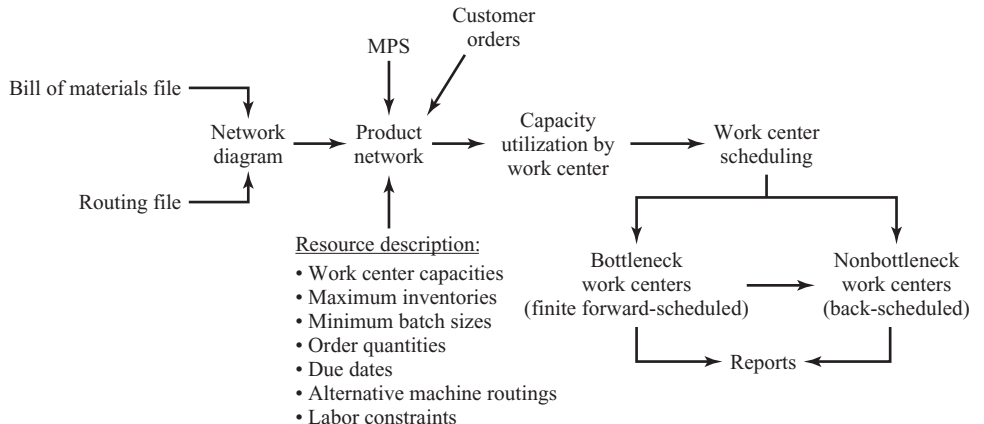 Customer
orders
MPS
Bill of materials file
Network
diagram
Product
network
Capacity
utilization by
work center
Work center
scheduling
Routing file
Resource description:
• Work center capacities
• Maximum inventories
• Minimum batch sizes
• Order quantities
• Due dates
• Alternative machine routings
• Labor constraints
Bottleneck
work centers
(finite forward-scheduled)
Nonbottleneck
work centers
(back-scheduled)
Reports